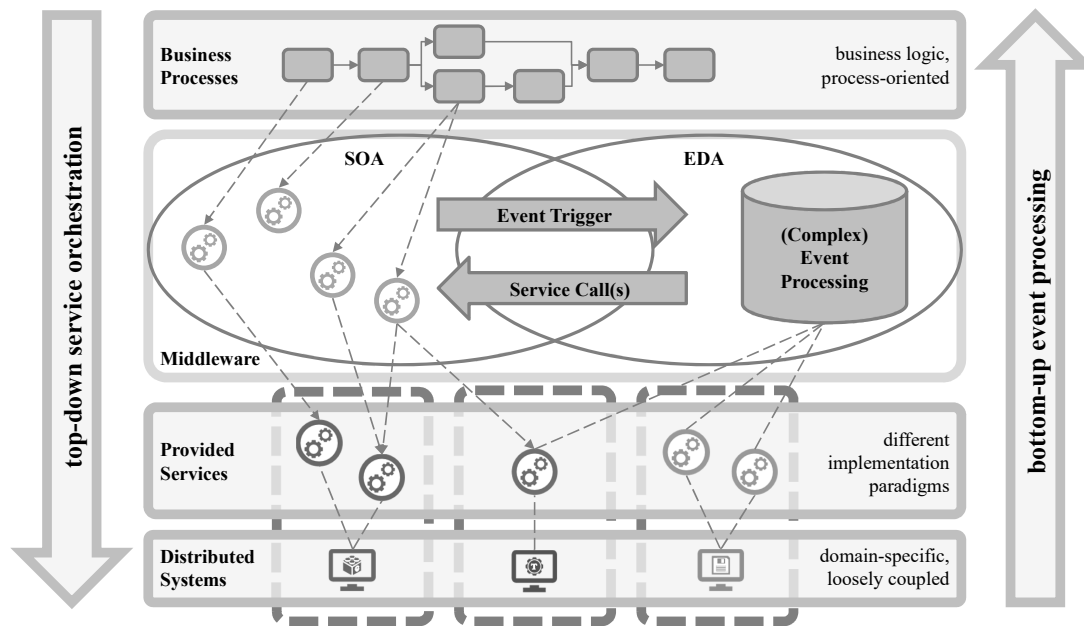 top-down service orchestration
Business
Processes
business logic,
process-oriented
SOA
EDA
Event Trigger
Service Call(s)
(Complex)
Event
Processing
Middleware
Provided
Services
different
implementation
paradigms
Distributed
Systems
T
domain-specific,
loosely coupled
bottom-up event processing